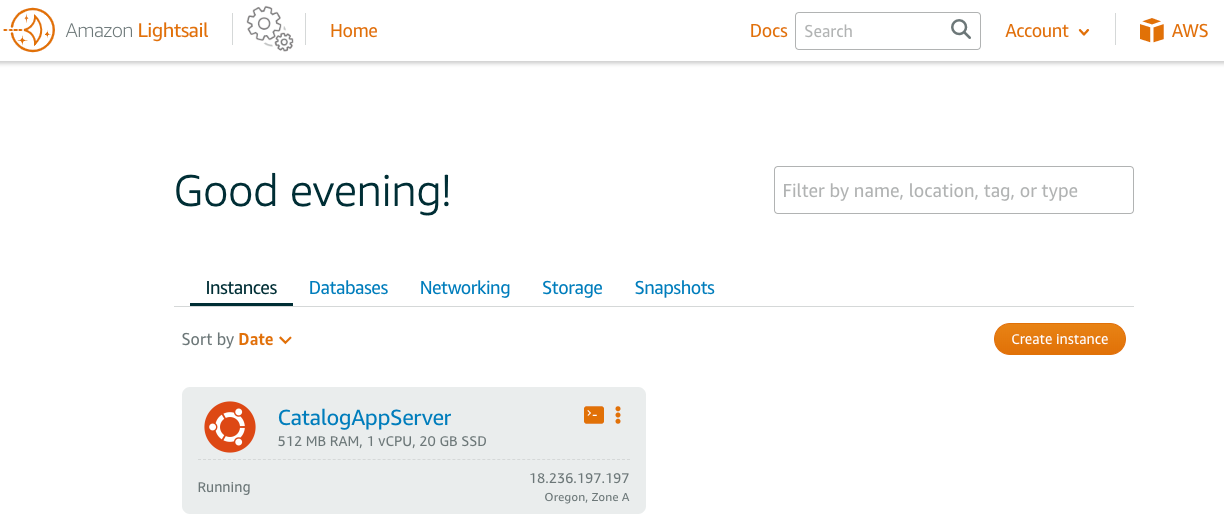 Amazon Lightsail Home Docs Search Account AWS
Good evening!
Filter by name, location, tag, or type
Instances Databases Networking Storage Snapshots
Sort by Date
Create instance
CatalogAppServer
512 MB RAM, 1 vCPU, 20 GB SSD
Running
18.236.197.197
Oregon, Zone A